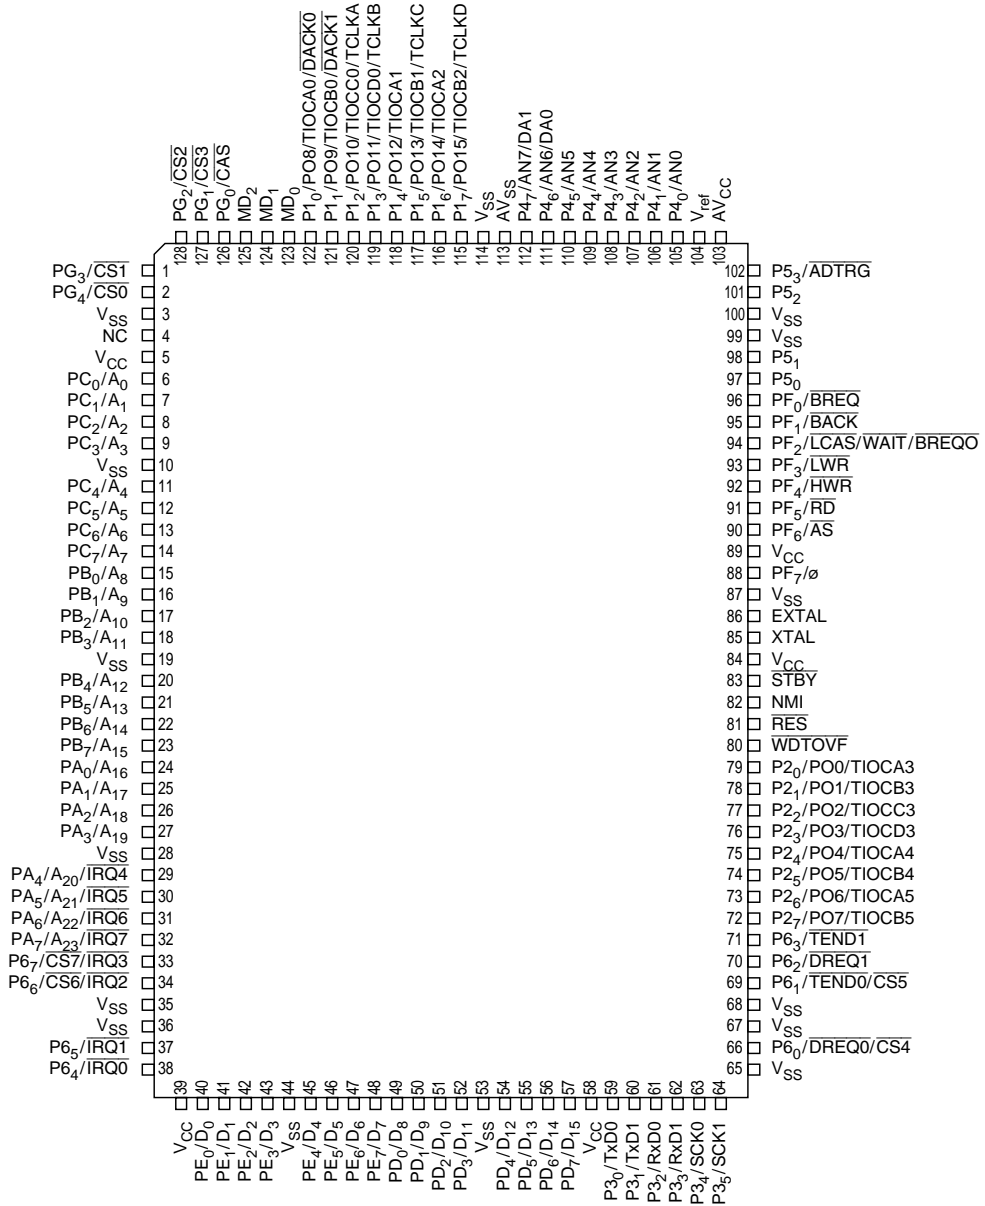 PG2/CS2
PG1/CS3
PG0/CAS
MD2
MD1
MD0
P10/PO8/TIOCA0/DACK0
P11/PO9/TIOCB0/DACK1
P12/PO10/TIOCC0/TCLKA
P13/PO11/TIOCD0/TCLKB
P14/PO12/TIOCA1
P15/PO13/TIOCB1/TCLKC
P16/PO14/TIOCA2
P17/PO15/TIOCB2/TCLKD
VSS
AVSS
P47/AN7/DA1
P46/AN6/DA0
P45/AN5
P44/AN4
P43/AN3
P42/AN2
P41/AN1
P40/AN0
Vref
AVCC
128 127 126 125 124 123 122 121 120 119 118 117 116 115 114 113 112 111 110 109 108 107 106 105 104 103
PG3/CS1 1
PG4/CS0 2
VSS 3
NC 4
VCC 5
PC0/A0 6
PC1/A1 7
PC2/A2 8
PC3/A3 9
VSS 10
PC4/A4 11
PC5/A5 12
PC6/A6 13
PC7/A7 14
PB0/A8 15
PB1/A9 16
PB2/A10 17
PB3/A11 18
VSS 19
PB4/A12 20
PB5/A13 21
PB6/A14 22
PB7/A15 23
PA0/A16 24
PA1/A17 25
PA2/A18 26
PA3/A19 27
VSS 28
PA4/A20/IRQ4 29
PA5/A21/IRQ5 30
PA6/A22/IRQ6 31
PA7/A23/IRQ7 32
P67/CS7/IRQ3 33
P66/CS6/IRQ2 34
VSS 35
VSS 36
P65/IRQ1 37
P64/IRQ0 38
102 P53/ADTRG
101 P52
100 VSS
99 VSS
98 P51
97 P50
96 PF0/BREQ
95 PF1/BACK
94 PF2/LCAS/WAIT/BREQO
93 PF3/LWR
92 PF4/HWR
91 PF5/RD
90 PF6/AS
89 VCC
88 PF7/ø
87 VSS
86 EXTAL
85 XTAL
84 VCC
83 STBY
82 NMI
81 RES
80 WDTOVF
79 P20/PO0/TIOCA3
78 P21/PO1/TIOCB3
77 P22/PO2/TIOCC3
76 P23/PO3/TIOCD3
75 P24/PO4/TIOCA4
74 P25/PO5/TIOCB4
73 P26/PO6/TIOCA5
72 P27/PO7/TIOCB5
71 P63/TEND1
70 P62/DREQ1
69 P61/TEND0/CS5
68 VSS
67 VSS
66 P60/DREQ0/CS4
65 VSS
39 40 41 42 43 44 45 46 47 48 49 50 51 52 53 54 55 56 57 58 59 60 61 62 63 64
VCC
PE0/D0
PE1/D1
PE2/D2
PE3/D3
VSS
PE4/D4
PE5/D5
PE6/D6
PE7/D7
PD0/D8
PD1/D9
PD2/D10
PD3/D11
VSS
PD4/D12
PD5/D13
PD6/D14
PD7/D15
VCC
P30/TxD0
P31/TxD1
P32/RxD0
P33/RxD1
P34/SCK0
P35/SCK1